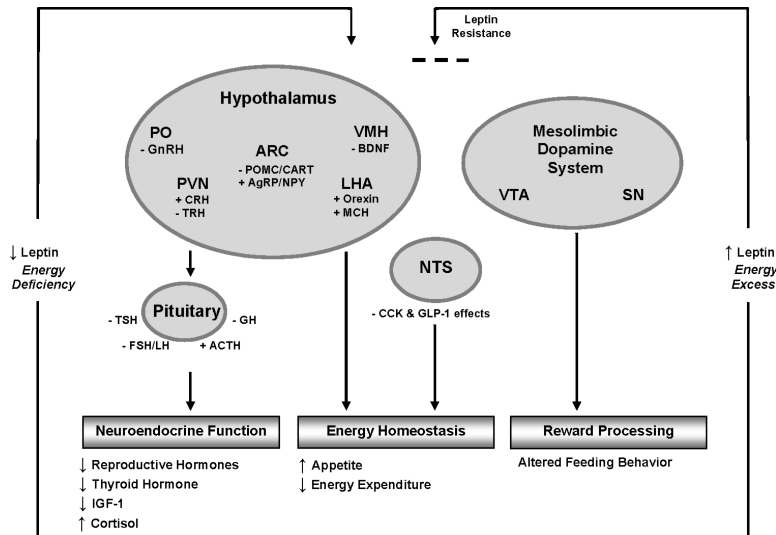 Leptin
Resistance
Hypothalamus
PO
- GnRH
ARC
- POMC/CART
+ AgRP/NPY
VMH
- BDNF
PVN
+ CRH
- TRH
LHA
+ Orexin
+ MCH
Mesolimbic
Dopamine
System
VTA SN
↓ Leptin
Energy
Deficiency
↑ Leptin
Energy
Excess
NTS
- CCK & GLP-1 effects
Pituitary
- TSH - GH
- FSH/LH + ACTH
Neuroendocrine Function
↓ Reproductive Hormones
↓ Thyroid Hormone
↓ IGF-1
↑ Cortisol
Energy Homeostasis
↑ Appetite
↓ Energy Expenditure
Reward Processing
Altered Feeding Behavior